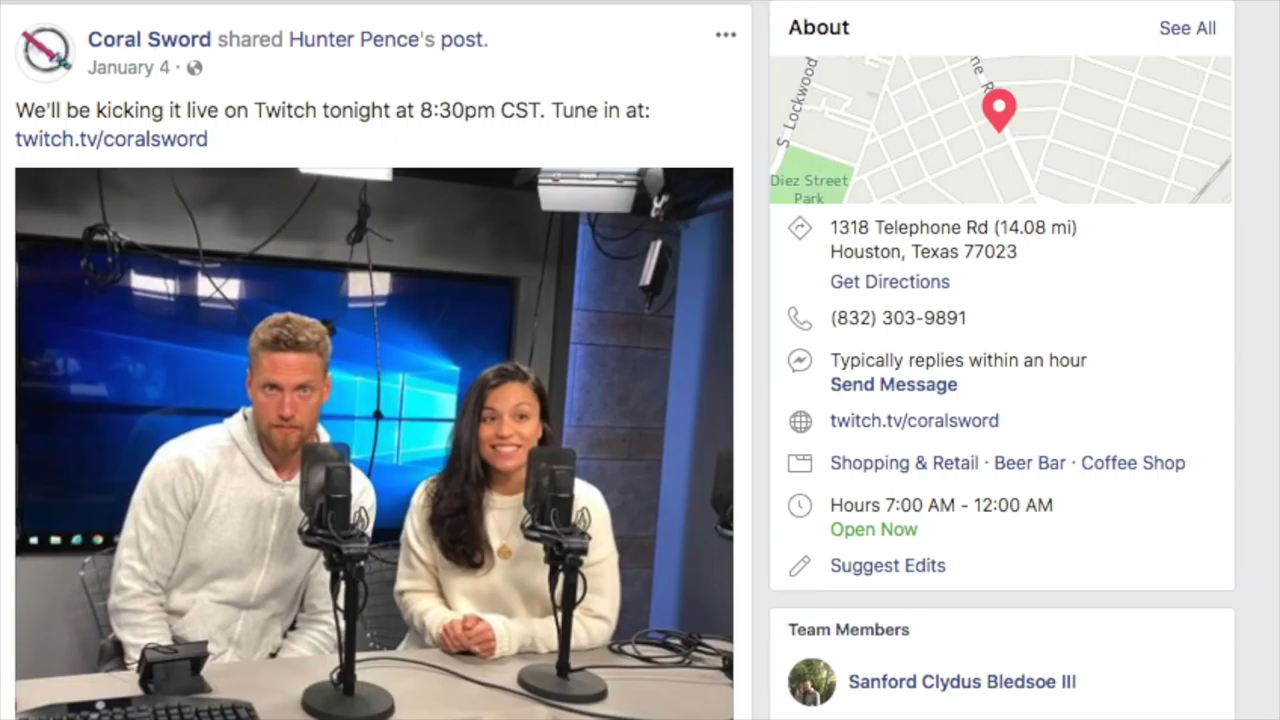 Coral Sword shared Hunter Pence's post.
January 4 ·
We'll be kicking it live on Twitch tonight at 8:30pm CST. Tune in at:
twitch.tv/coralsword
About
See All
S Lockwood
ne R
Diez Street
Park
1318 Telephone Rd (14.08 mi)
Houston, Texas 77023
Get Directions
(832) 303-9891
Typically replies within an hour
Send Message
twitch.tv/coralsword
Shopping & Retail · Beer Bar · Coffee Shop
Hours 7:00 AM - 12:00 AM
Open Now
Suggest Edits
Team Members
Sanford Clydus Bledsoe III